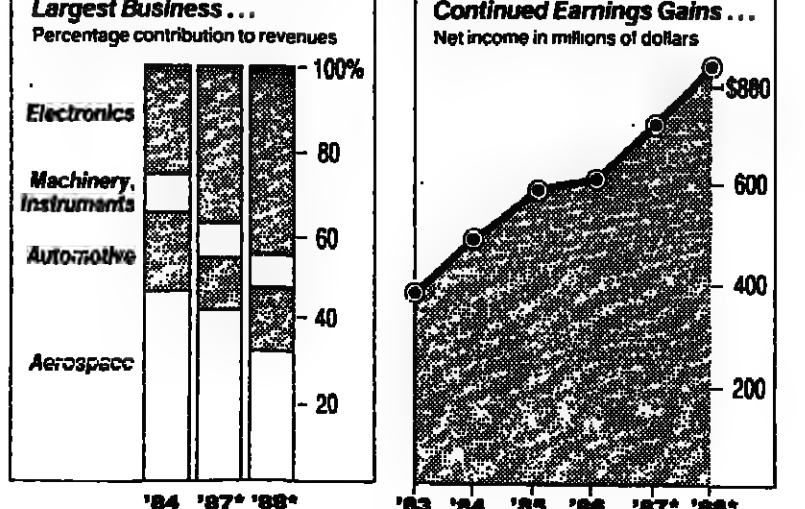 Largest Business ...
Percentage contribution to revenues
Electronics
Machinery,
Instruments
Automotive
Aerospace
100%
80
60
40
20
'84 '87* '88*
Continued Earnings Gains ...
Net income in millions of dollars
$800
600
400
200
'83 '84 '85 '86 '87* '88*